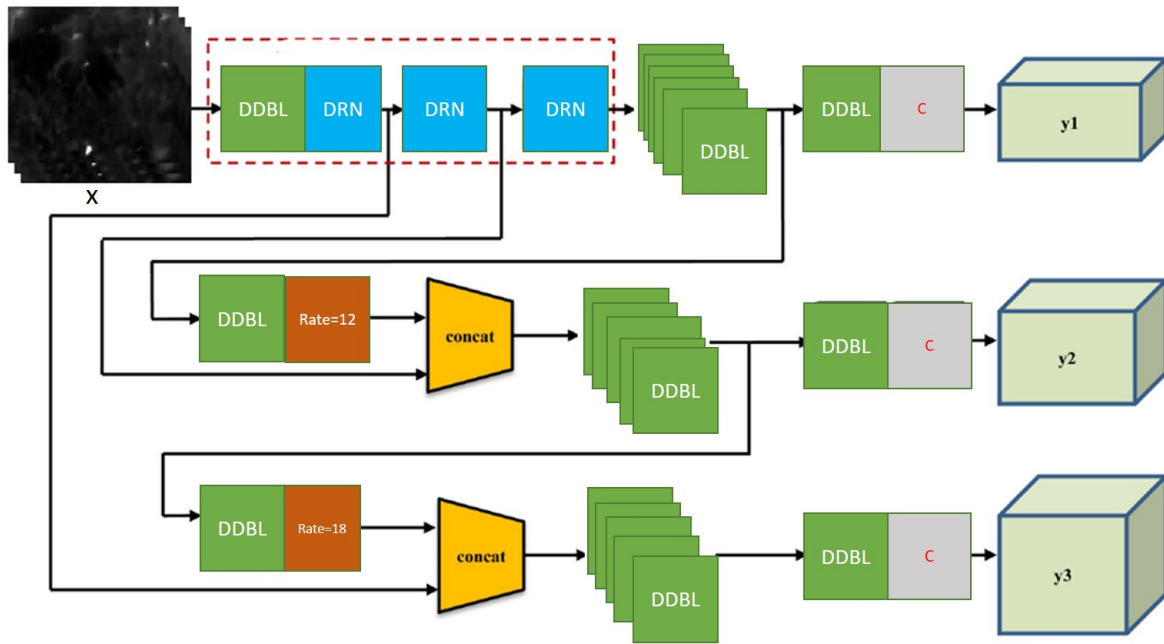 DDBL
DRN
DRN
DRN
DDBL
DDBL
C
y1
X
DDBL
Rate=12
concat
DDBL
DDBL
C
y2
DDBL
Rate=18
concat
DDBL
DDBL
C
y3